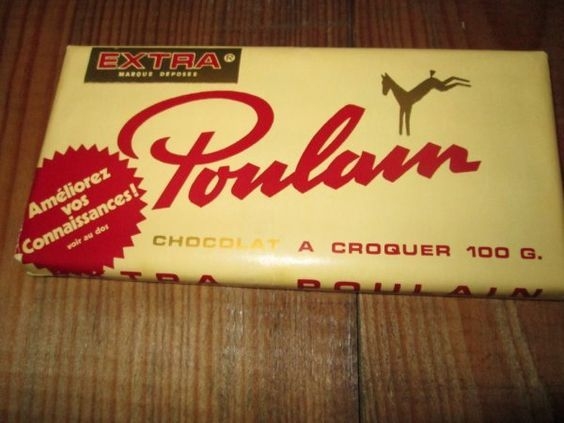 EXTRA®
MARQUE DEPOSEE
Poulain
Améliorez
vos
Connaissances!
voir au dos
CHOCOLAT A CROQUER 100 G.
EXTRA POULAIN